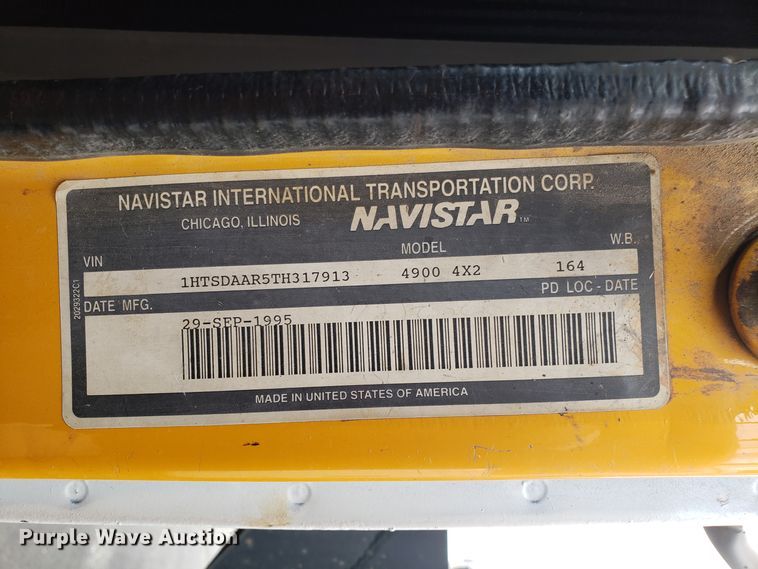 NAVISTAR INTERNATIONAL TRANSPORTATION CORP.
CHICAGO, ILLINOIS NAVISTAR TM
VIN MODEL W.B.
1HTSDAAR5TH317913 4900 4X2 164
DATE MFG. PD LOC - DATE
29-SEP-1995
MADE IN UNITED STATES OF AMERICA
2029322C1
Purple Wave Auction